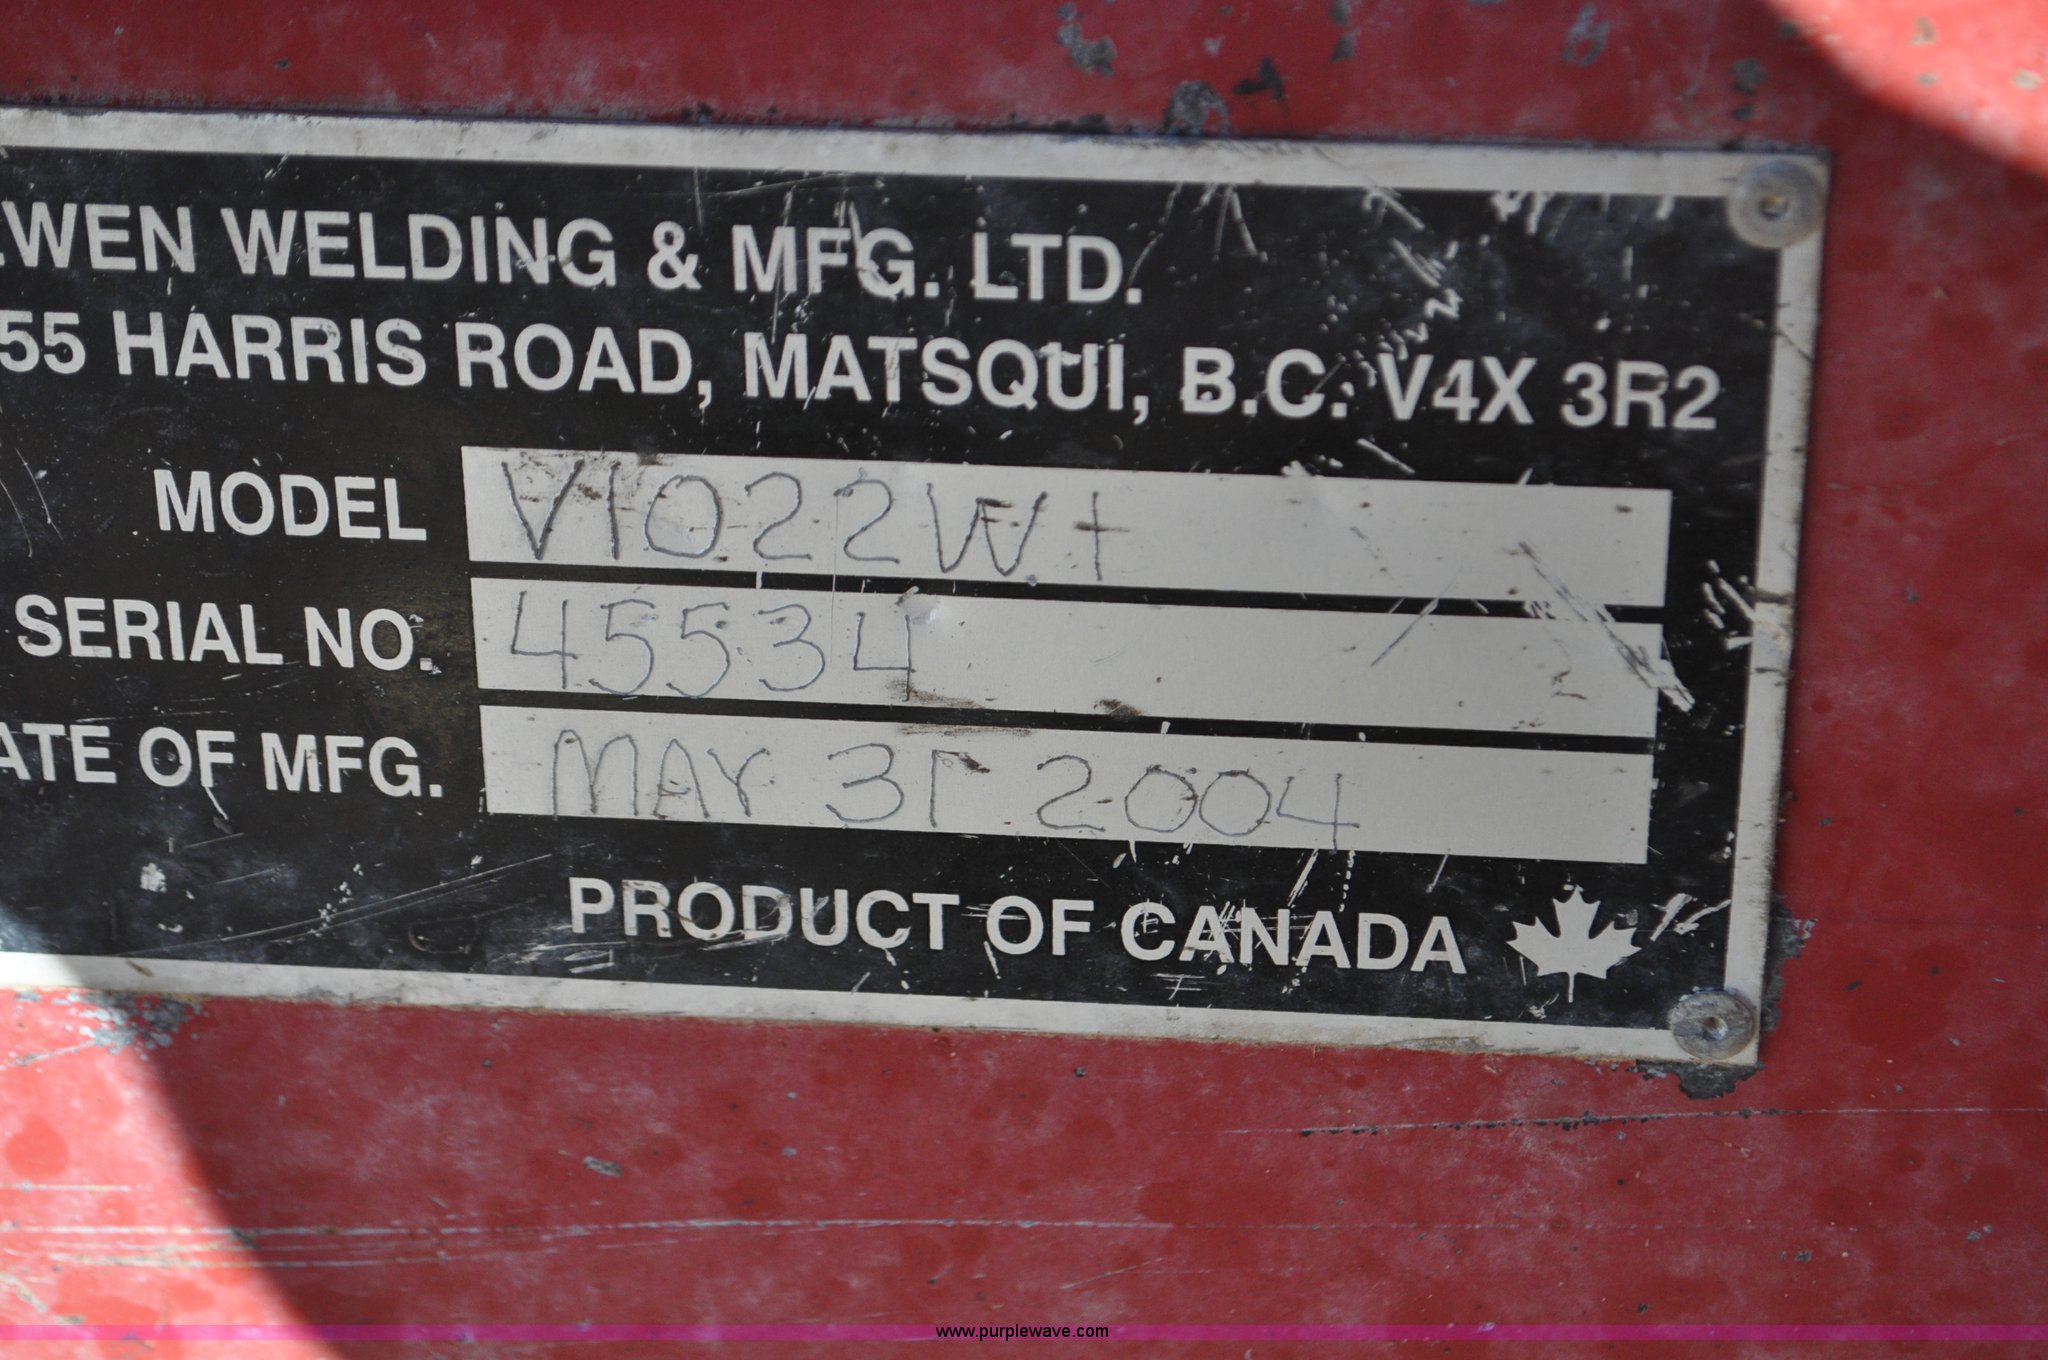 WEN WELDING & MFG. LTD.
55 HARRIS ROAD, MATSQUI, B.C. V4X 3R2
MODEL V1022W+
SERIAL NO. 45534
ATE OF MFG. MAY 31 2004
PRODUCT OF CANADA
www.purplewave.com